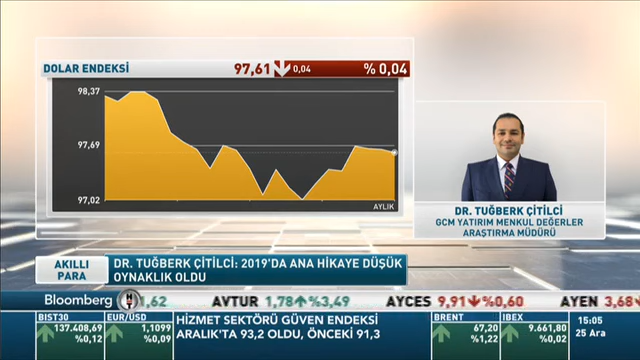 DOLAR ENDEKSİ 97,61 0,04 % 0,04
98,37
97,69
97,02
AYLIK
DR. TUĞBERK ÇİTİLCİ
GCM YATIRIM MENKUL DEĞERLER
ARAŞTIRMA MÜDÜRÜ
AKILLI
PARA
DR. TUĞBERK ÇİTİLCİ: 2019'DA ANA HİKAYE DÜŞÜK
OYNAKLIK OLDU
Bloomberg HT 1,62 AVTUR 1,78 %3,49 AYCES 9,91 %0,60 AYEN 3,68
BIST30
137.408,69
%0,12
EUR/USD
1,1099
%0,09
HİZMET SEKTÖRÜ GÜVEN ENDEKSİ
ARALIK'TA 93,2 OLDU, ÖNCEKİ 91,3
BRENT
67,20
1,22
IBEX
9.661,80
0,02
15:05
25 Ara